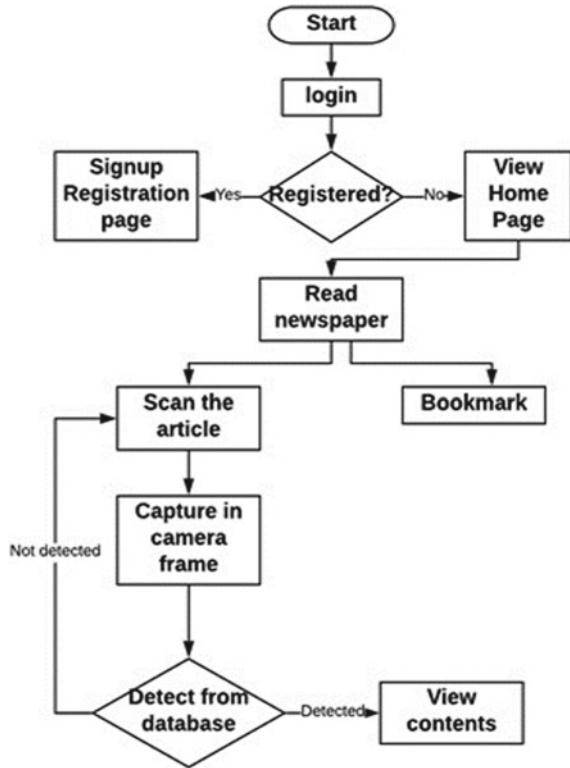 Start
login
Signup
Registration
page
Yes
Registered?
No
View
Home
Page
Read
newspaper
Scan the
article
Bookmark
Capture in
camera
frame
Not detected
Detect from
database
Detected
View
contents